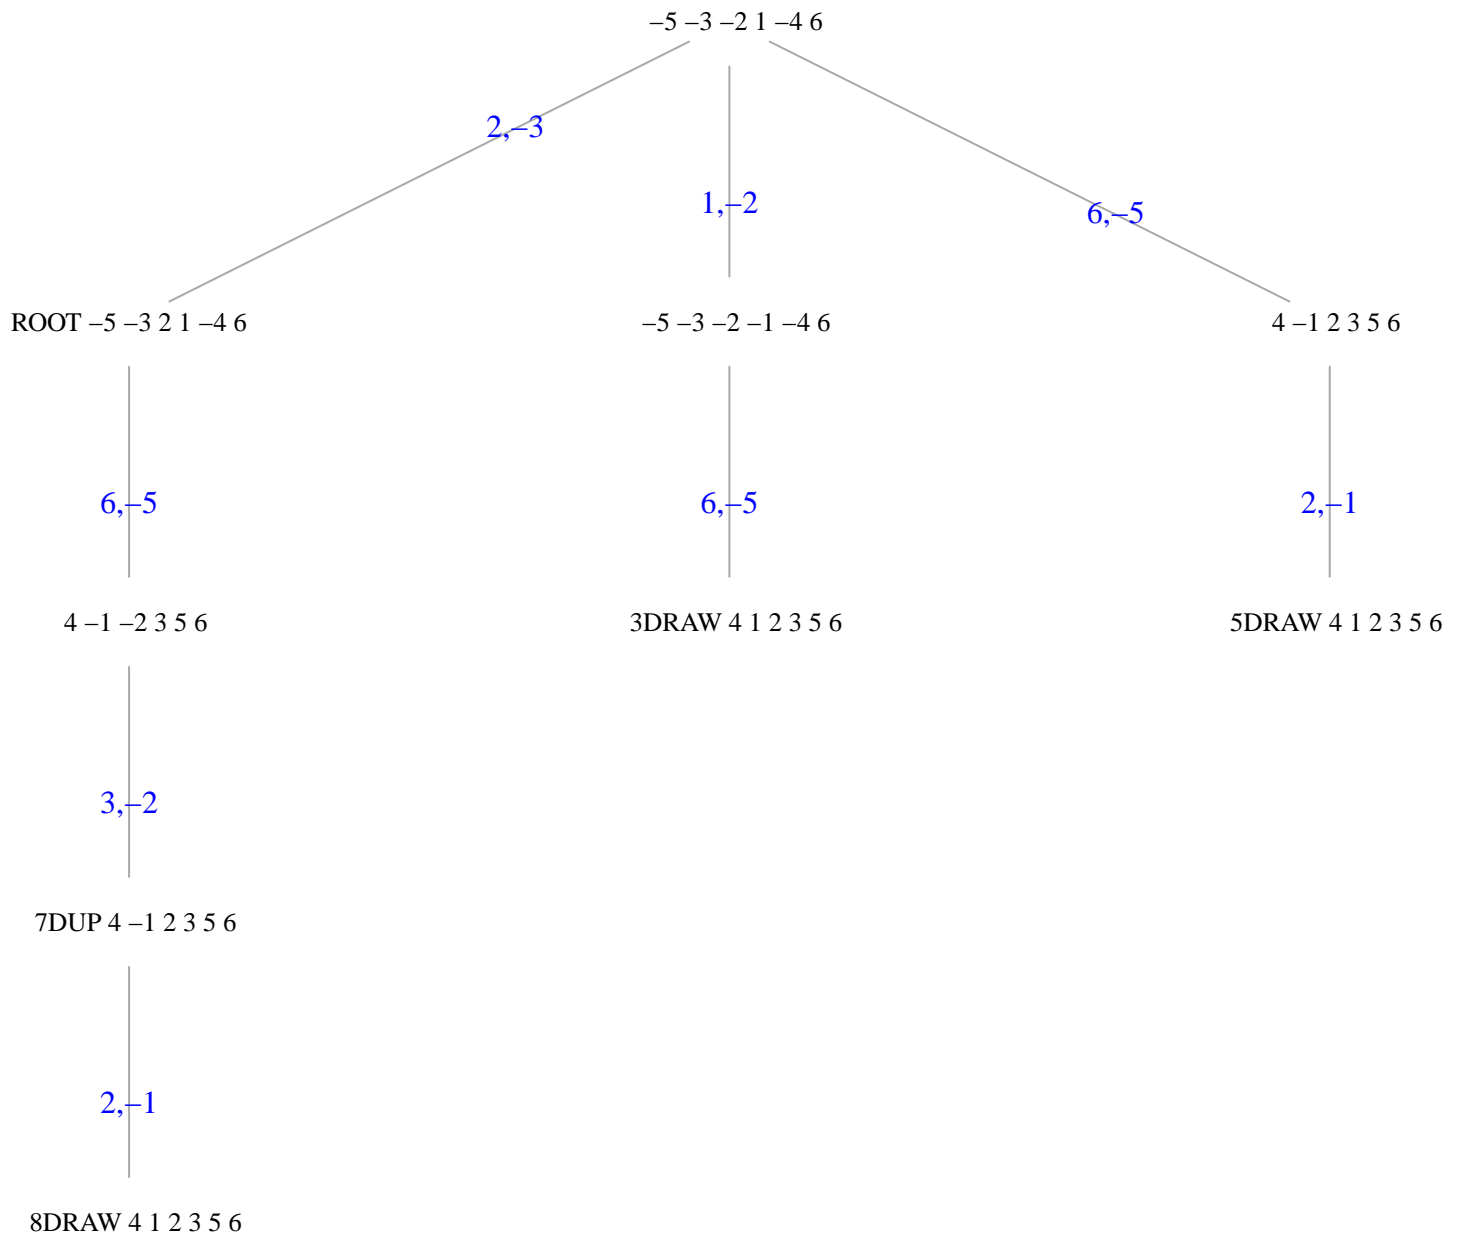 –5 –3 –2 1 –4 6
2,–3
1,–2
6,–5
ROOT –5 –3 2 1 –4 6
–5 –3 –2 –1 –4 6
4 –1 2 3 5 6
6,–5
6,–5
2,–1
4 –1 –2 3 5 6
3DRAW 4 1 2 3 5 6
5DRAW 4 1 2 3 5 6
3,–2
7DUP 4 –1 2 3 5 6
2,–1
8DRAW 4 1 2 3 5 6